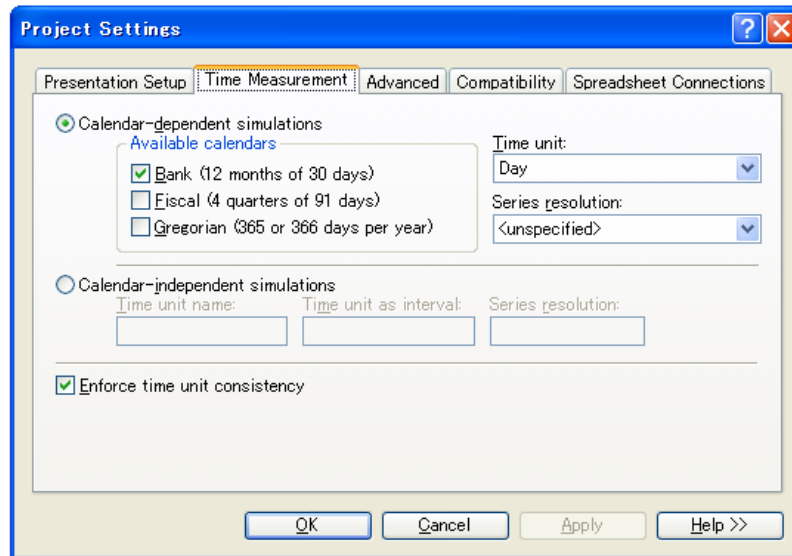 Project Settings
Presentation Setup Time Measurement Advanced Compatibility Spreadsheet Connections
Calendar-dependent simulations
Available calendars
Bank (12 months of 30 days)
Fiscal (4 quarters of 91 days)
Gregorian (365 or 366 days per year)
Time unit:
Day
Series resolution:
<unspecified>
Calendar-independent simulations
Time unit name: Time unit as interval: Series resolution:
Enforce time unit consistency
OK Cancel Apply Help >>